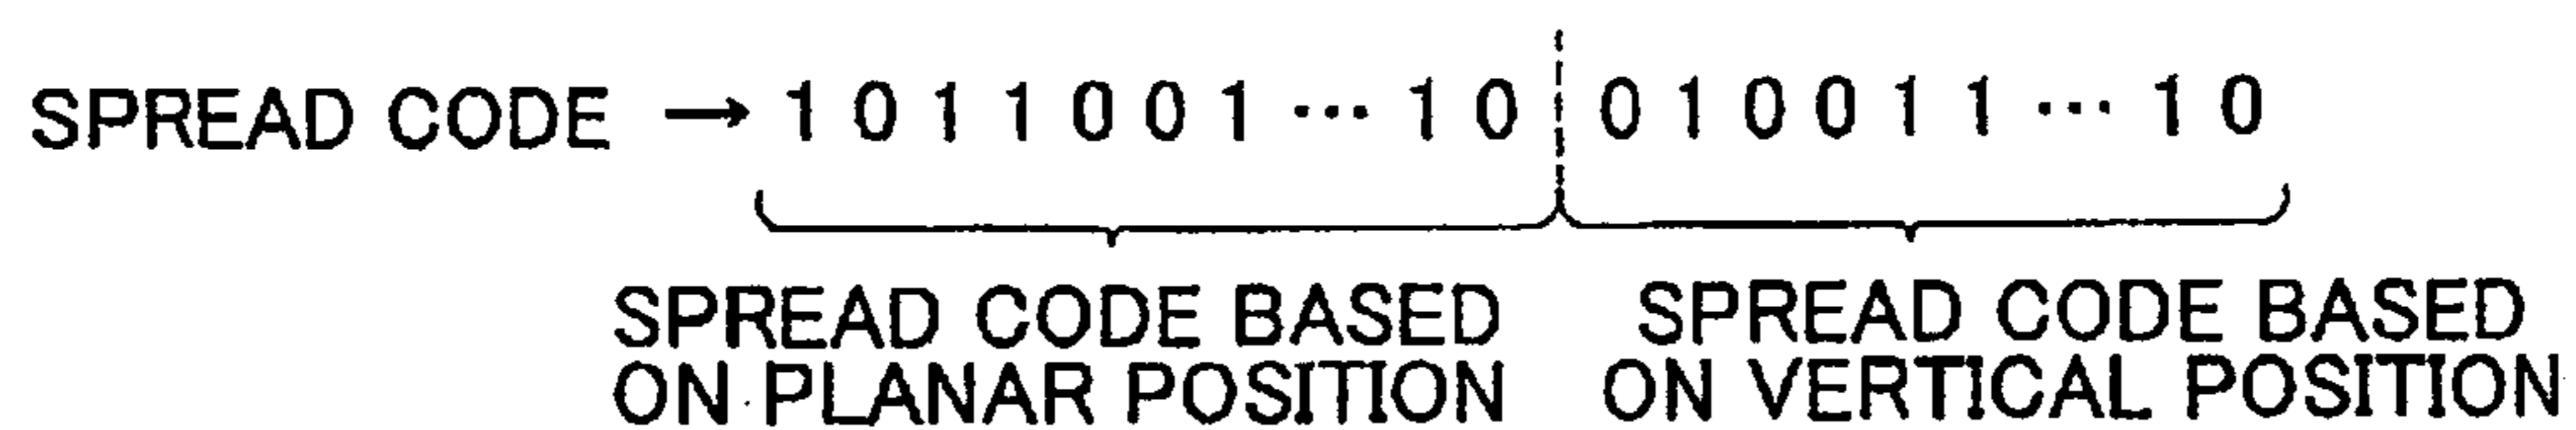 SPREAD CODE → 1 0 1 1 0 0 1 ··· 1 0 0 1 0 0 1 1 ··· 1 0
SPREAD CODE BASED
ON PLANAR POSITION
SPREAD CODE BASED
ON VERTICAL POSITION